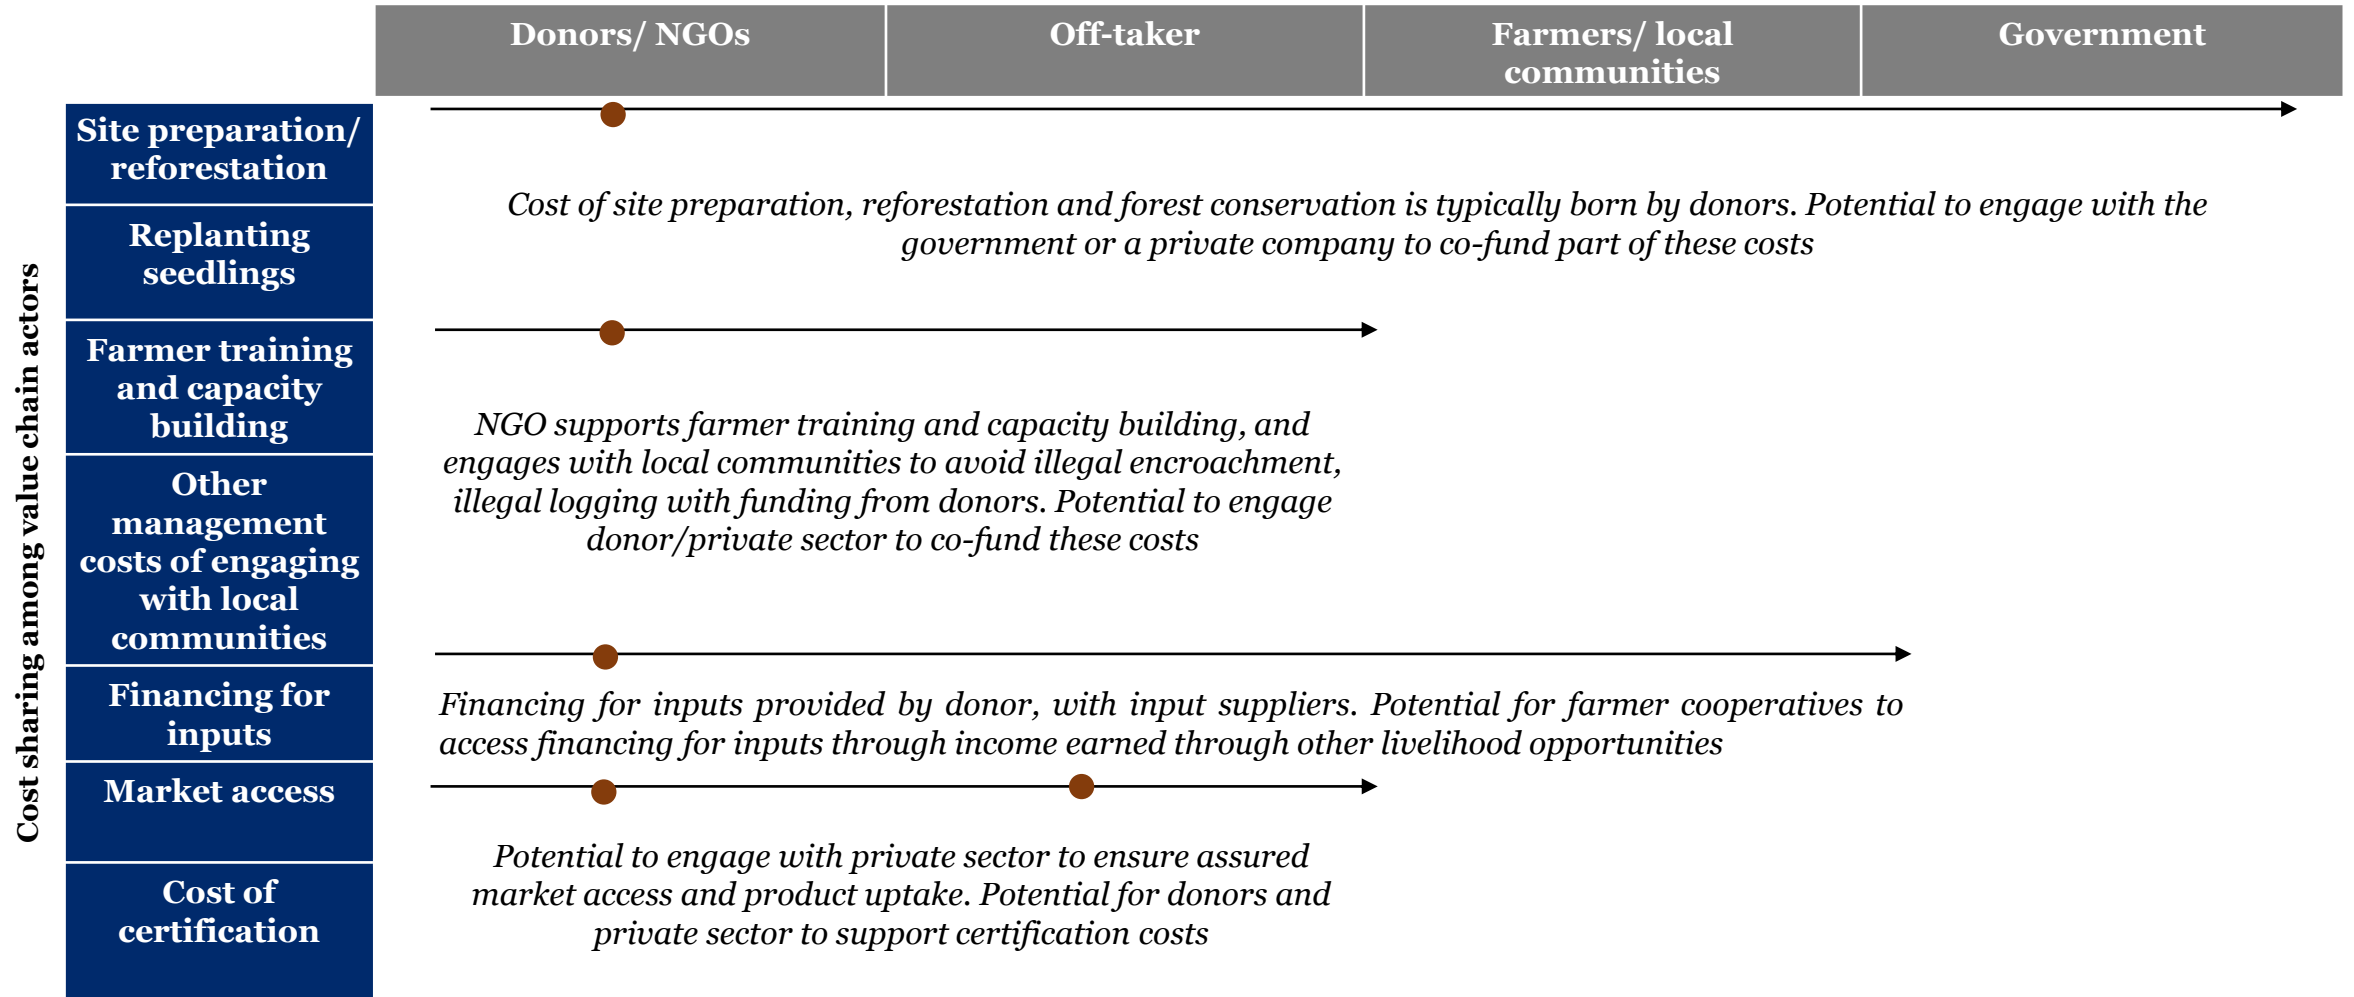 Donors/ NGOs
Off-taker
Farmers/ local
communities
Government
Cost sharing among value chain actors
Site preparation/
reforestation
Replanting
seedlings
Cost of site preparation, reforestation and forest conservation is typically born by donors. Potential to engage with the
government or a private company to co-fund part of these costs
Farmer training
and capacity
building
Other
management
costs of engaging
with local
communities
NGO supports farmer training and capacity building, and
engages with local communities to avoid illegal encroachment,
illegal logging with funding from donors. Potential to engage
donor/private sector to co-fund these costs
Financing for
inputs
Financing for inputs provided by donor, with input suppliers. Potential for farmer cooperatives to
access financing for inputs through income earned through other livelihood opportunities
Market access
Cost of
certification
Potential to engage with private sector to ensure assured
market access and product uptake. Potential for donors and
private sector to support certification costs